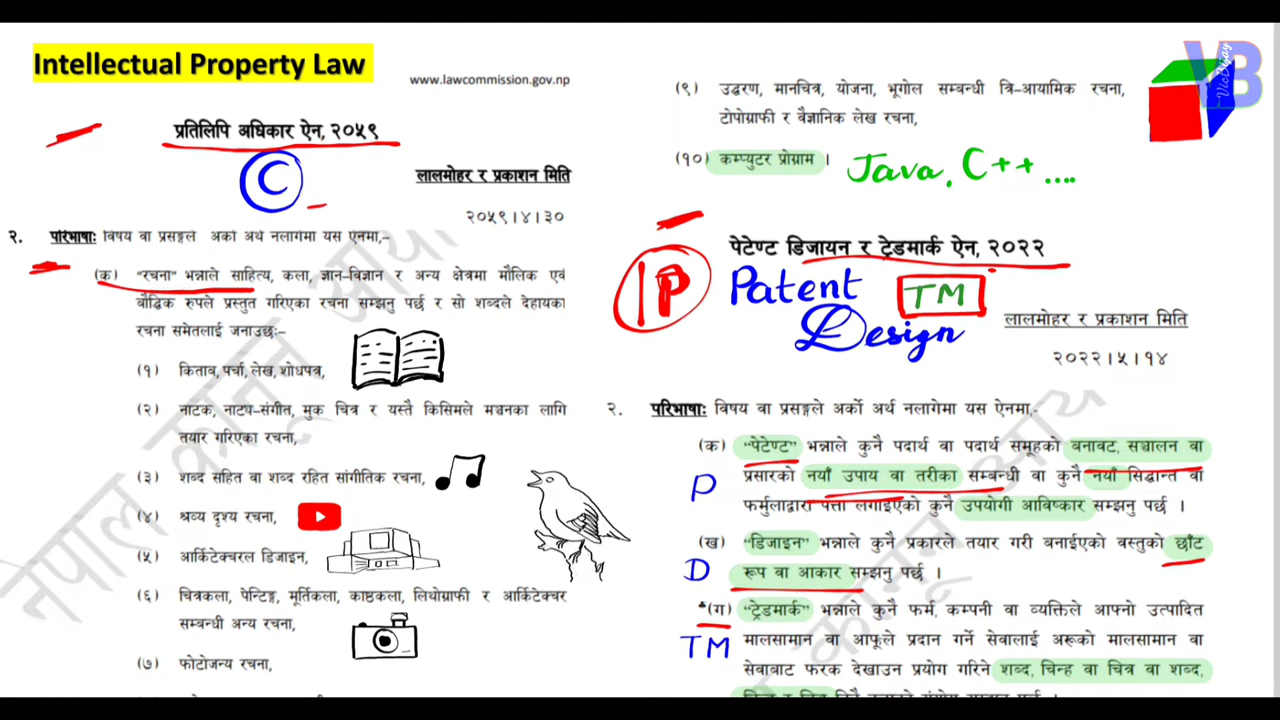 Intellectual Property Law
www.lawcommission.gov.np
प्रतिलिपि अधिकार ऐन, २०५९
C
लालमोहर र प्रकाशन मिति
२०५९।४।३०
२. परिभाषाः विषय वा प्रसङ्गले अर्को अर्थ नलागेमा यस ऐनमा,-
(क) "रचना" भन्नाले साहित्य, कला, ज्ञान-विज्ञान र अन्य क्षेत्रमा मौलिक एवं
बौद्धिक रुपले प्रस्तुत गरिएका रचना सम्झनु पर्छ र सो शब्दले देहायका
रचना समेतलाई जनाउछः-
(१) किताब, पर्चा, लेख, शोधपत्र,
(२) नाटक, नाट्य-संगीत, मुक चित्र र यस्तै किसिमले मञ्चनका लागि
तयार गरिएका रचना,
(३) शब्द सहित वा शब्द रहित सांगीतिक रचना,
(४) श्रव्य दृश्य रचना,
(५) आर्किटेक्चरल डिजाइन,
(६) चित्रकला, पेन्टिङ्ग, मूर्तिकला, काष्ठकला, लिथोग्राफी र आर्किटेक्चर
सम्बन्धी अन्य रचना,
(७) फोटोजन्य रचना,
नेपाल कानून आयो
YB
VicBijay
(९) उद्धरण, मानचित्र, योजना, भूगोल सम्बन्धी त्रि-आयामिक रचना,
टोपोग्राफी र वैज्ञानिक लेख रचना,
(१०) कम्प्युटर प्रोग्राम ।
Java, C++ ....
पेटेण्ट डिजायन र ट्रेडमार्क ऐन, २०२२
IP
Patent
TM
Design
लालमोहर र प्रकाशन मिति
२०२२।५।१४
२. परिभाषाः विषय वा प्रसङ्गले अर्को अर्थ नलागेमा यस ऐनमा,-
(क) "पेटेण्ट" भन्नाले कुनै पदार्थ वा पदार्थ समूहको बनावट, सञ्चालन वा
प्रसारको नयाँ उपाय वा तरीका सम्बन्धी वा कुनै नयाँ सिद्धान्त वा
P
फर्मुलाद्वारा पत्ता लगाइएको कुनै उपयोगी आविष्कार सम्झनु पर्छ ।
(ख) "डिजाइन" भन्नाले कुनै प्रकारले तयार गरी बनाईएको वस्तुको छाँट
D
रूप वा आकार सम्झनु पर्छ ।
*(ग) "ट्रेडमार्क" भन्नाले कुनै फर्म, कम्पनी वा व्यक्तिले आफ्नो उत्पादित
TM
मालसामान वा आफूले प्रदान गर्ने सेवालाई अरूको मालसामान वा
सेवाबाट फरक देखाउन प्रयोग गरिने शब्द, चिन्ह वा चित्र वा शब्द,